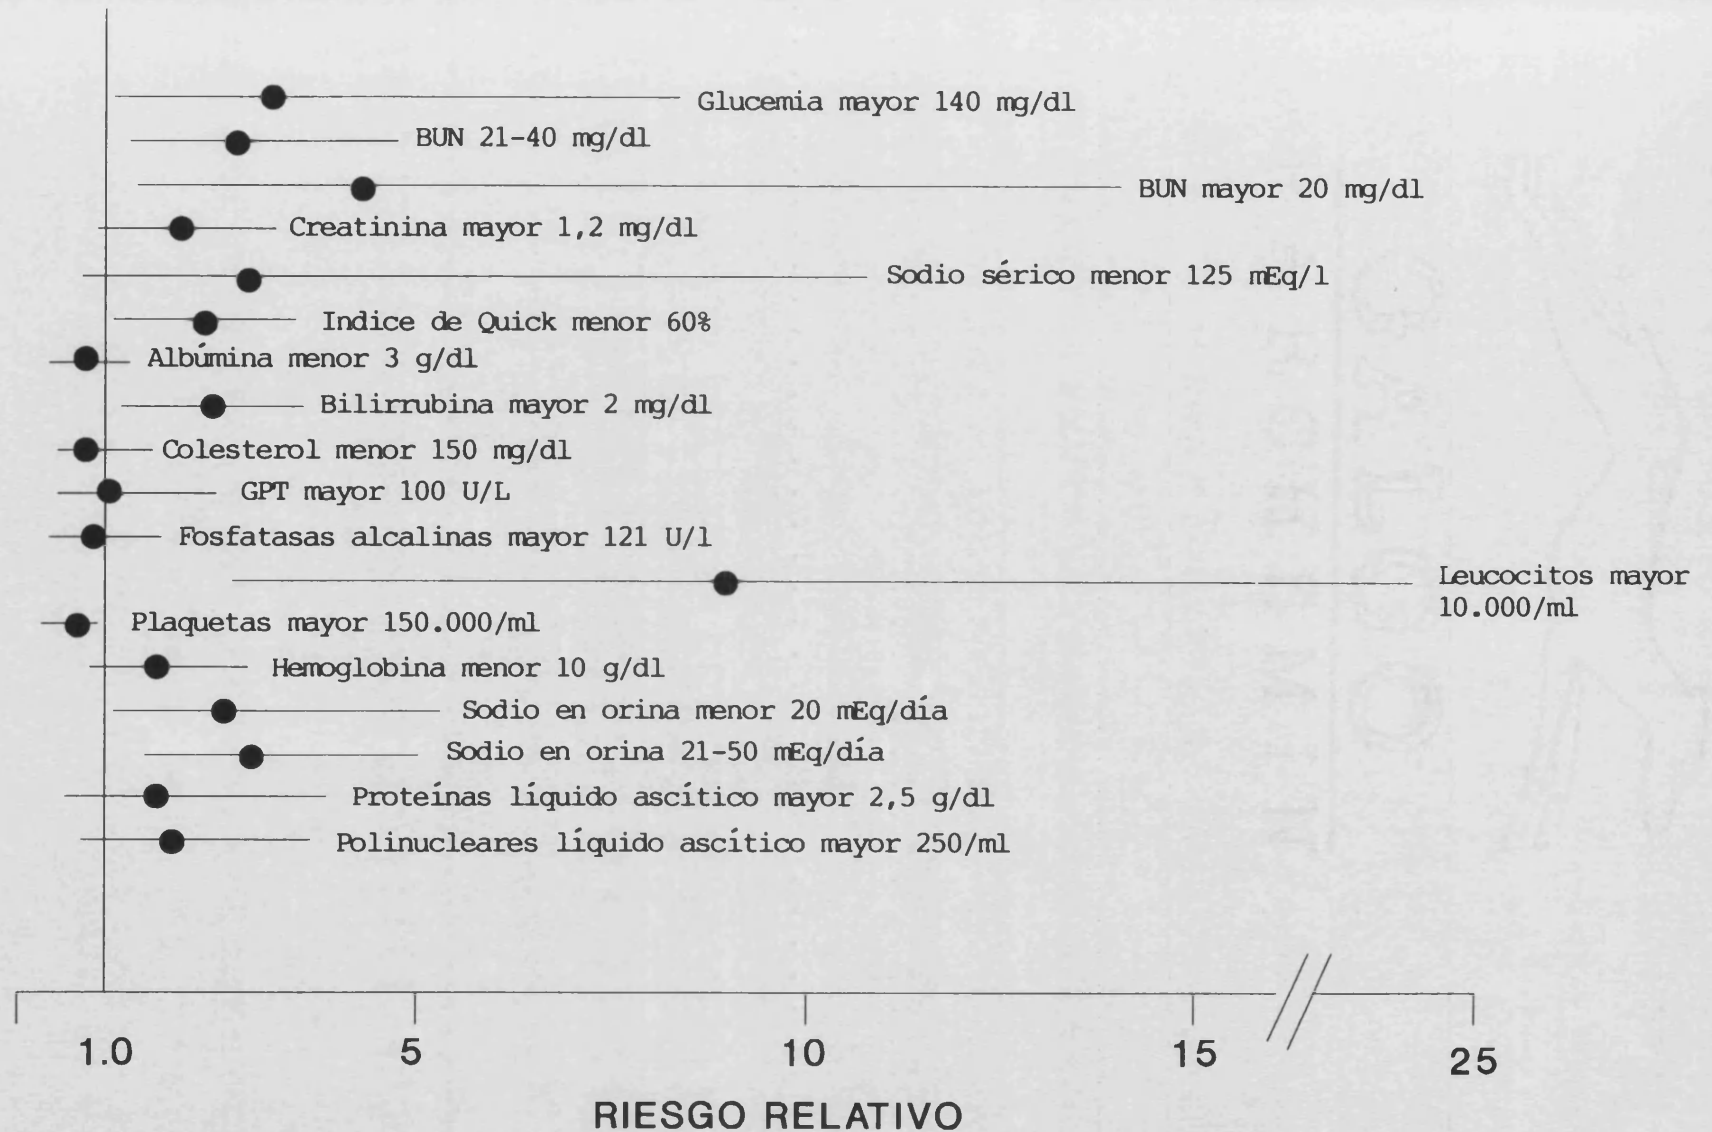 Glucemia mayor 140 mg/dl
BUN 21-40 mg/dl
BUN mayor 20 mg/dl
Creatinina mayor 1,2 mg/dl
Sodio sérico menor 125 mEq/l
Indice de Quick menor 60%
Albúmina menor 3 g/dl
Bilirrubina mayor 2 mg/dl
Colesterol menor 150 mg/dl
GPT mayor 100 U/L
Fosfatasas alcalinas mayor 121 U/l
Leucocitos mayor
10.000/ml
Plaquetas mayor 150.000/ml
Hemoglobina menor 10 g/dl
Sodio en orina menor 20 mEq/día
Sodio en orina 21-50 mEq/día
Proteínas líquido ascítico mayor 2,5 g/dl
Polinucleares líquido ascítico mayor 250/ml
1.0 5 10 15 25
RIESGO RELATIVO